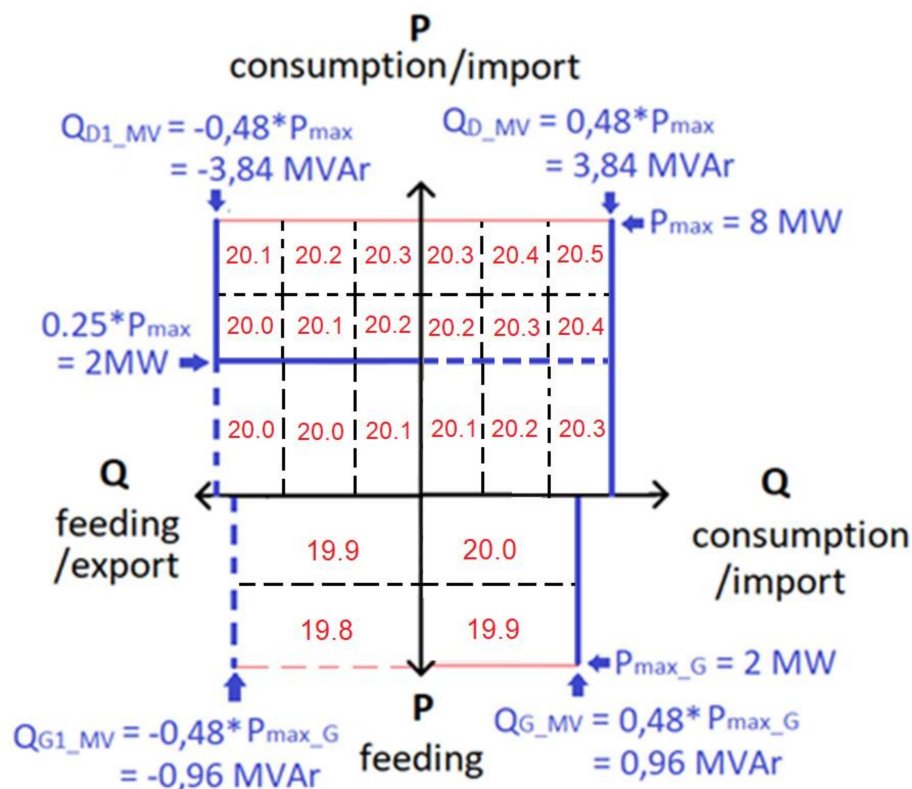 P
consumption/import
QD1_MV = -0,48*Pmax
= -3,84 MVAr
QD_MV = 0,48*Pmax
= 3,84 MVAr
Pmax = 8 MW
20.1 20.2 20.3 20.3 20.4 20.5
0.25*Pmax
= 2MW
20.0 20.1 20.2 20.2 20.3 20.4
20.0 20.0 20.1 20.1 20.2 20.3
Q
feeding
/export
Q
consumption
/import
19.9 20.0
19.8 19.9
Pmax_G = 2 MW
P
feeding
QG1_MV = -0,48* Pmax_G
= -0,96 MVAr
QG_MV = 0,48* Pmax_G
= 0,96 MVAr